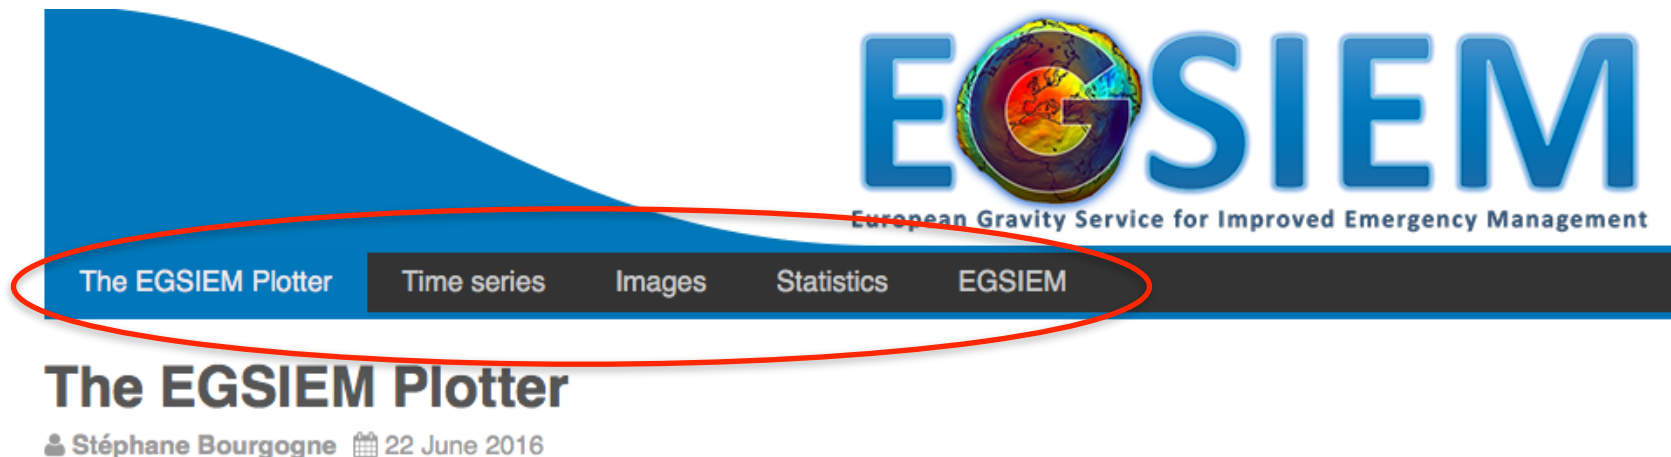 EGSIEM
European Gravity Service for Improved Emergency Management
The EGSIEM Plotter Time series Images Statistics EGSIEM
The EGSIEM Plotter
Stéphane Bourgogne 22 June 2016